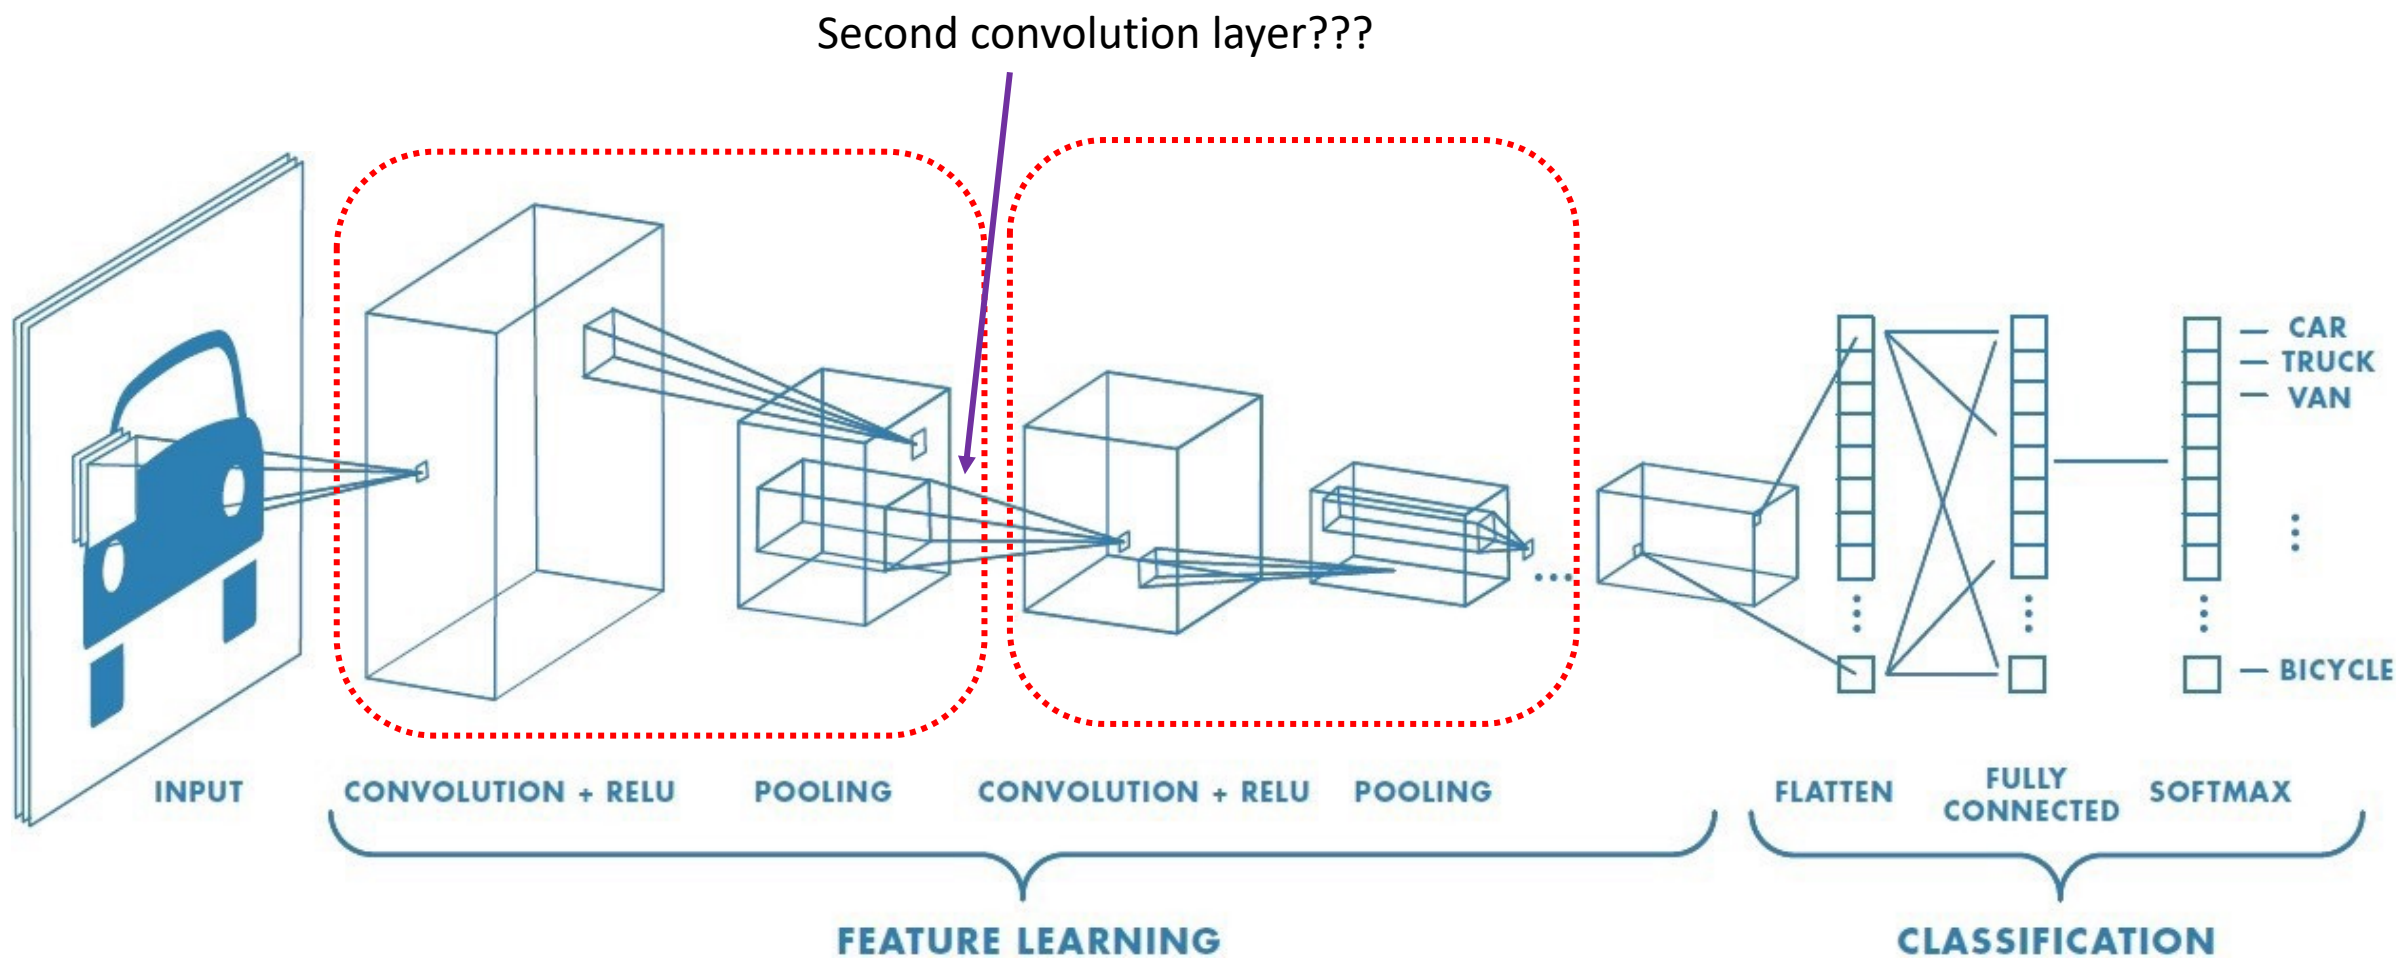 Second convolution layer???
CAR
TRUCK
VAN
BICYCLE
INPUT
CONVOLUTION + RELU
POOLING
CONVOLUTION + RELU
POOLING
FLATTEN
FULLY
CONNECTED
SOFTMAX
FEATURE LEARNING
CLASSIFICATION